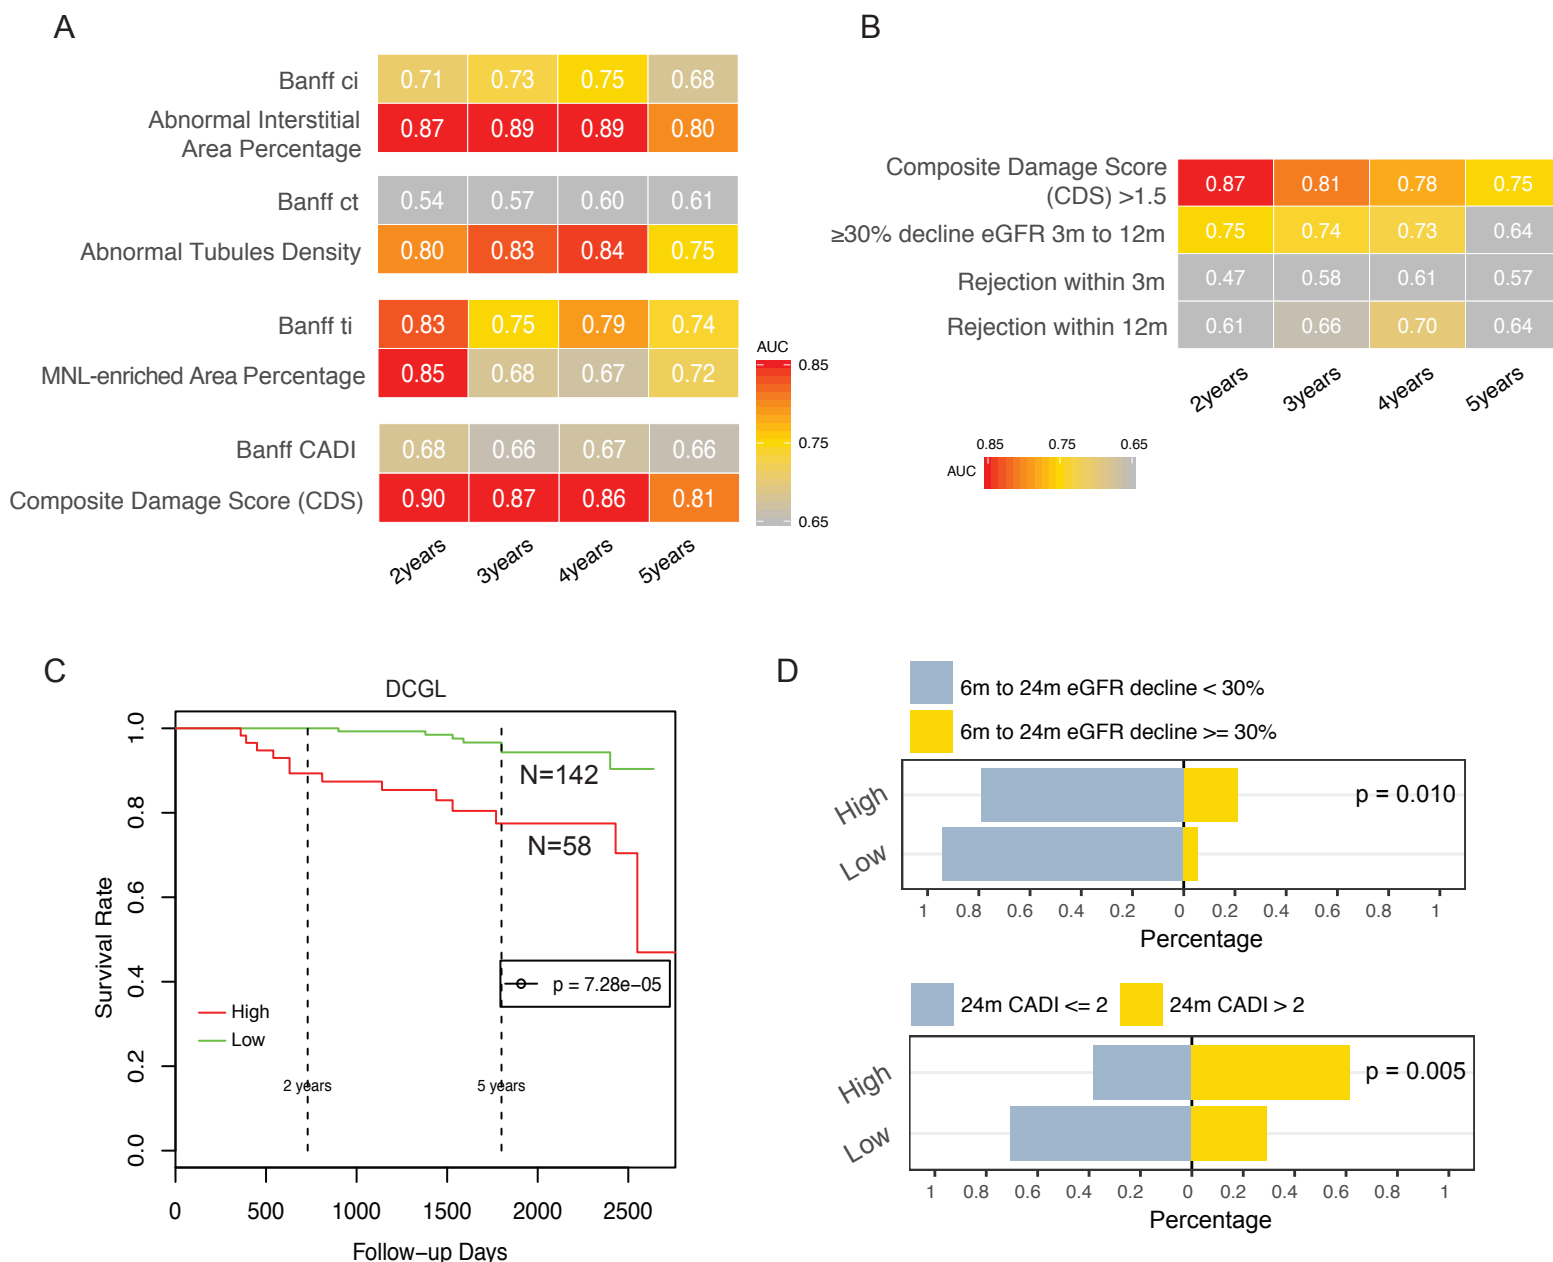 A
Banff ci 0.71 0.73 0.75 0.68
Abnormal Interstitial
Area Percentage 0.87 0.89 0.89 0.80
Banff ct 0.54 0.57 0.60 0.61
Abnormal Tubules Density 0.80 0.83 0.84 0.75
Banff ti 0.83 0.75 0.79 0.74
MNL-enriched Area Percentage 0.85 0.68 0.67 0.72
Banff CADI 0.68 0.66 0.67 0.66
Composite Damage Score (CDS) 0.90 0.87 0.86 0.81
2years 3years 4years 5years
AUC
0.85
0.75
0.65
B
Composite Damage Score
(CDS) >1.5 0.87 0.81 0.78 0.75
≥30% decline eGFR 3m to 12m 0.75 0.74 0.73 0.64
Rejection within 3m 0.47 0.58 0.61 0.57
Rejection within 12m 0.61 0.66 0.70 0.64
2years 3years 4years 5years
0.85 0.75 0.65
AUC
C
DCGL
Survival Rate
1.0
0.8
0.6
0.4
0.2
0.0
N=142
N=58
p = 7.28e−05
High
Low
2 years
5 years
0 500 1000 1500 2000 2500
Follow−up Days
D
6m to 24m eGFR decline < 30%
6m to 24m eGFR decline >= 30%
High
p = 0.010
Low
1 0.8 0.6 0.4 0.2 0 0.2 0.4 0.6 0.8 1
Percentage
24m CADI <= 2 24m CADI > 2
High
p = 0.005
Low
1 0.8 0.6 0.4 0.2 0 0.2 0.4 0.6 0.8 1
Percentage